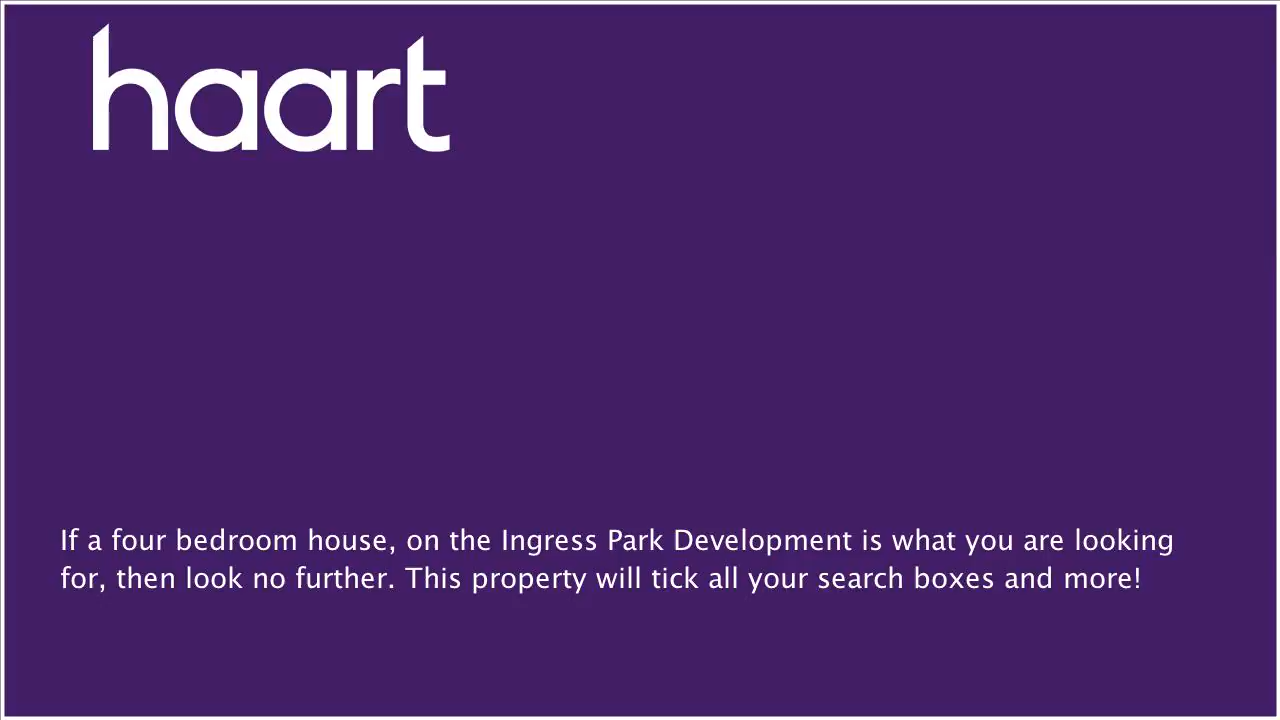 haart
If a four bedroom house, on the Ingress Park Development is what you are looking
for, then look no further. This property will tick all your search boxes and more!